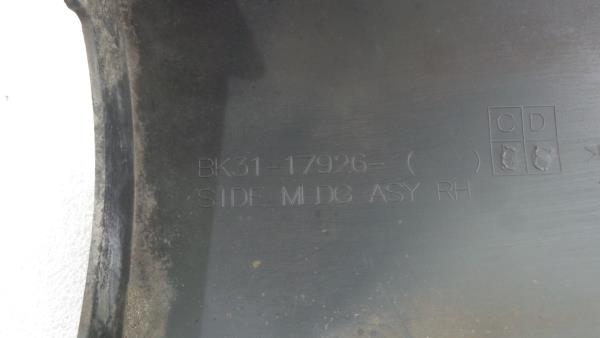 C D
BK31-17926-( )
SIDE MLDG ASY RH